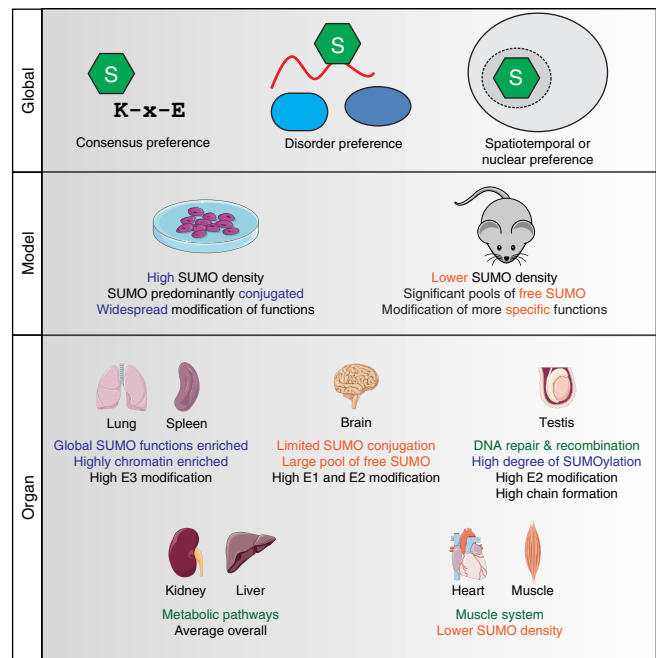 Global
S
K-x-E
Consensus preference
S
Disorder preference
S
Spatiotemporal or
nuclear preference
Model
High SUMO density
SUMO predominantly conjugated
Widespread modification of functions
Lower SUMO density
Significant pools of free SUMO
Modification of more specific functions
Organ
Lung
Spleen
Global SUMO functions enriched
Highly chromatin enriched
High E3 modification
Brain
Limited SUMO conjugation
Large pool of free SUMO
High E1 and E2 modification
Testis
DNA repair & recombination
High degree of SUMOylation
High E2 modification
High chain formation
Kidney
Liver
Metabolic pathways
Average overall
Heart
Muscle
Muscle system
Lower SUMO density